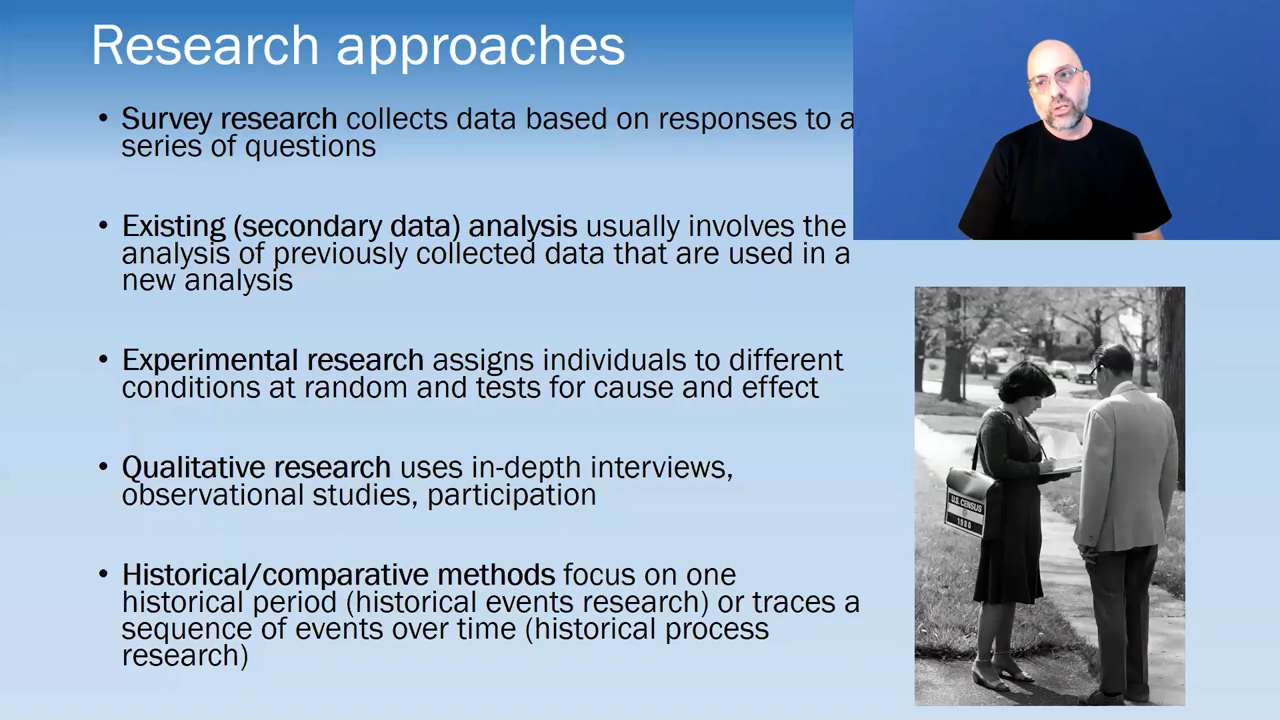 Research approaches
• Survey research collects data based on responses to a
series of questions
• Existing (secondary data) analysis usually involves the
analysis of previously collected data that are used in a
new analysis
• Experimental research assigns individuals to different
conditions at random and tests for cause and effect
• Qualitative research uses in-depth interviews,
observational studies, participation
• Historical/comparative methods focus on one
historical period (historical events research) or traces a
sequence of events over time (historical process
research)
U.S. CENSUS
1980